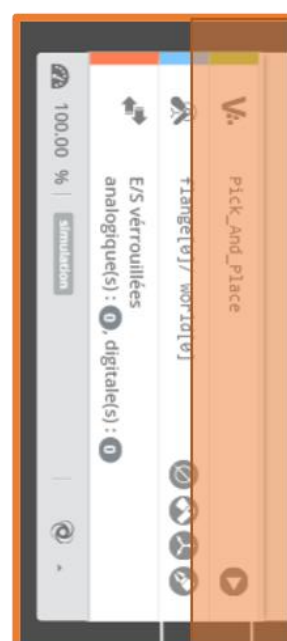 Pick_And_Place
flange[0]/ world[0]
E/S vérrouillées
analogique(s) : 0, digitale(s) : 0
100.00 %
simulation